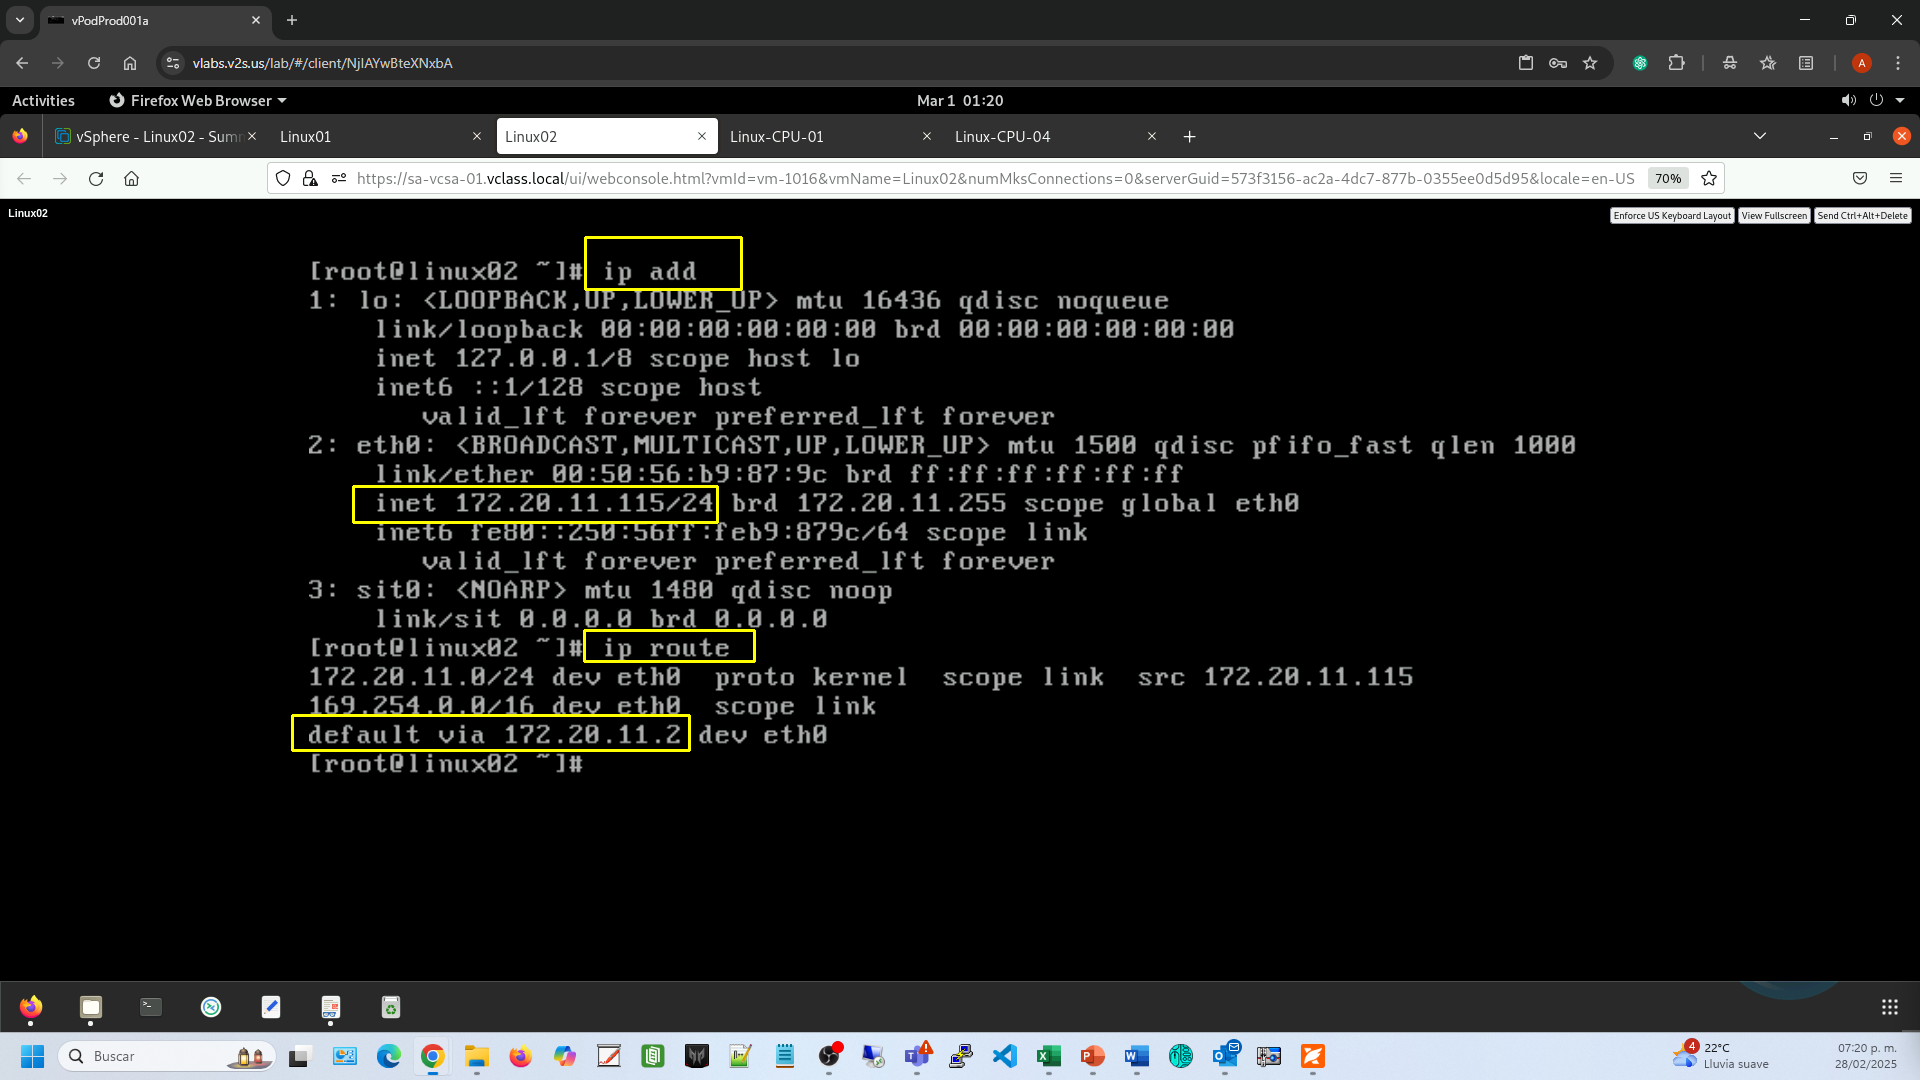 vPodProd001a
vlabs.v2s.us/lab/#/client/NjIAYwBteXNxbA
A
Activities
Firefox Web Browser
Mar 1 01:20
vSphere - Linux02 - Sum
Linux01
Linux02
Linux-CPU-01
Linux-CPU-04
https://sa-vcsa-01.vclass.local/ui/webconsole.html?vmId=vm-1016&vmName=Linux02&numMksConnections=0&serverGuid=573f3156-ac2a-4dc7-877b-0355ee0d5d95&locale=en-US
70%
Linux02
Enforce US Keyboard Layout
View Fullscreen
Send Ctrl+Alt+Delete
[root@linux02 ~]# ip add
1: lo: <LOOPBACK,UP,LOWER_UP> mtu 16436 qdisc noqueue
link/loopback 00:00:00:00:00:00 brd 00:00:00:00:00:00
inet 127.0.0.1/8 scope host lo
inet6 ::1/128 scope host
valid_lft forever preferred_lft forever
2: eth0: <BROADCAST,MULTICAST,UP,LOWER_UP> mtu 1500 qdisc pfifo_fast qlen 1000
link/ether 00:50:56:b9:87:9c brd ff:ff:ff:ff:ff:ff
inet 172.20.11.115/24 brd 172.20.11.255 scope global eth0
inet6 fe80::250:56ff:feb9:879c/64 scope link
valid_lft forever preferred_lft forever
3: sit0: <NOARP> mtu 1480 qdisc noop
link/sit 0.0.0.0 brd 0.0.0.0
[root@linux02 ~]# ip route
172.20.11.0/24 dev eth0 proto kernel scope link src 172.20.11.115
169.254.0.0/16 dev eth0 scope link
default via 172.20.11.2 dev eth0
[root@linux02 ~]#
Buscar
4
22°C
Lluvia suave
07:20 p. m.
28/02/2025